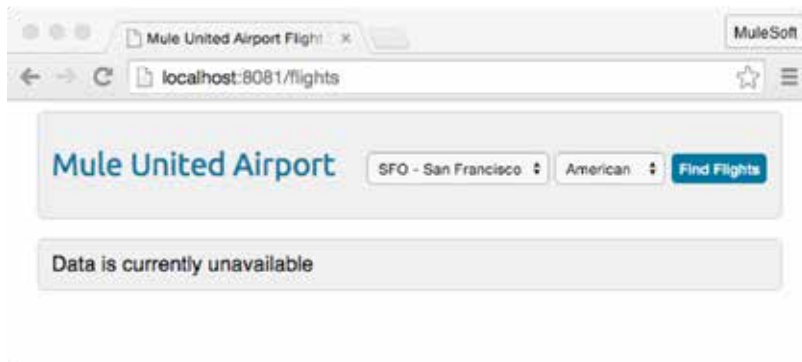 Mule United Airport Flight
MuleSoft
localhost:8081/flights
Mule United Airport
SFO - San Francisco
American
Find Flights
Data is currently unavailable